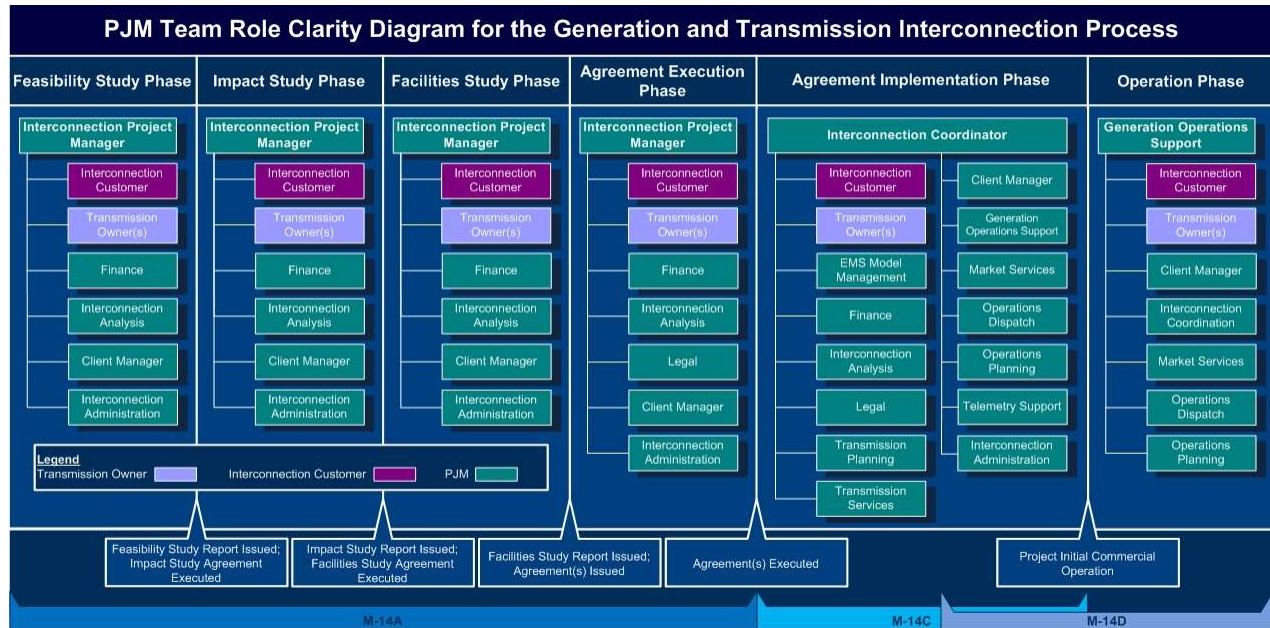 PJM Team Role Clarity Diagram for the Generation and Transmission Interconnection Process
Feasibility Study Phase
Impact Study Phase
Facilities Study Phase
Agreement Execution
Phase
Agreement Implementation Phase
Operation Phase
Interconnection Project
Manager
Interconnection
Customer
Transmission
Owner(s)
Finance
Interconnection
Analysis
Client Manager
Interconnection
Administration
Interconnection Project
Manager
Interconnection
Customer
Transmission
Owner(s)
Finance
Interconnection
Analysis
Client Manager
Interconnection
Administration
Interconnection Project
Manager
Interconnection
Customer
Transmission
Owner(s)
Finance
Interconnection
Analysis
Client Manager
Interconnection
Administration
Interconnection Project
Manager
Interconnection
Customer
Transmission
Owner(s)
Finance
Interconnection
Analysis
Legal
Client Manager
Interconnection
Administration
Interconnection Coordinator
Interconnection
Customer
Transmission
Owner(s)
EMS Model
Management
Finance
Interconnection
Analysis
Legal
Transmission
Planning
Transmission
Services
Client Manager
Generation
Operations Support
Market Services
Operations
Dispatch
Operations
Planning
Telemetry Support
Interconnection
Administration
Generation Operations
Support
Interconnection
Customer
Transmission
Owner(s)
Client Manager
Interconnection
Coordination
Market Services
Operations
Dispatch
Operations
Planning
Legend
Transmission Owner
Interconnection Customer
PJM
Feasibility Study Report Issued;
Impact Study Agreement
Executed
Impact Study Report Issued;
Facilities Study Agreement
Executed
Facilities Study Report Issued;
Agreement(s) Issued
Agreement(s) Executed
Project Initial Commercial
Operation
M-14A
M-14C
M-14D